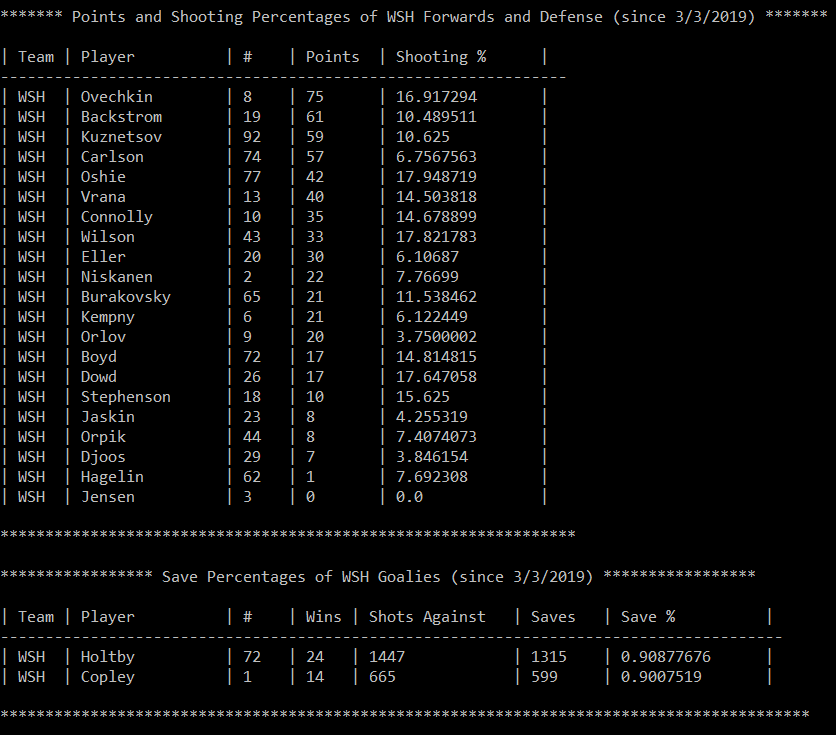 ******* Points and Shooting Percentages of WSH Forwards and Defense (since 3/3/2019) *******
| Team | Player          | #    | Points  | Shooting %      |
---------------------------------------------------------------
| WSH  | Ovechkin        | 8    | 75      | 16.917294       |
| WSH  | Backstrom       | 19   | 61      | 10.489511       |
| WSH  | Kuznetsov       | 92   | 59      | 10.625          |
| WSH  | Carlson         | 74   | 57      | 6.7567563       |
| WSH  | Oshie           | 77   | 42      | 17.948719       |
| WSH  | Vrana           | 13   | 40      | 14.503818       |
| WSH  | Connolly        | 10   | 35      | 14.678899       |
| WSH  | Wilson          | 43   | 33      | 17.821783       |
| WSH  | Eller           | 20   | 30      | 6.10687         |
| WSH  | Niskanen        | 2    | 22      | 7.76699         |
| WSH  | Burakovsky      | 65   | 21      | 11.538462       |
| WSH  | Kempny          | 6    | 21      | 6.122449        |
| WSH  | Orlov           | 9    | 20      | 3.7500002       |
| WSH  | Boyd            | 72   | 17      | 14.814815       |
| WSH  | Dowd            | 26   | 17      | 17.647058       |
| WSH  | Stephenson      | 18   | 10      | 15.625          |
| WSH  | Jaskin          | 23   | 8       | 4.255319        |
| WSH  | Orpik           | 44   | 8       | 7.4074073       |
| WSH  | Djoos           | 29   | 7       | 3.846154        |
| WSH  | Hagelin         | 62   | 1       | 7.692308        |
| WSH  | Jensen          | 3    | 0       | 0.0             |
****************************************************************
***************** Save Percentages of WSH Goalies (since 3/3/2019) *****************
| Team | Player          | #    | Wins | Shots Against   | Saves   | Save %          |
---------------------------------------------------------------------------------------
| WSH  | Holtby          | 72   | 24   | 1447            | 1315    | 0.90877676      |
| WSH  | Copley          | 1    | 14   | 665             | 599     | 0.9007519       |
******************************************************************************************